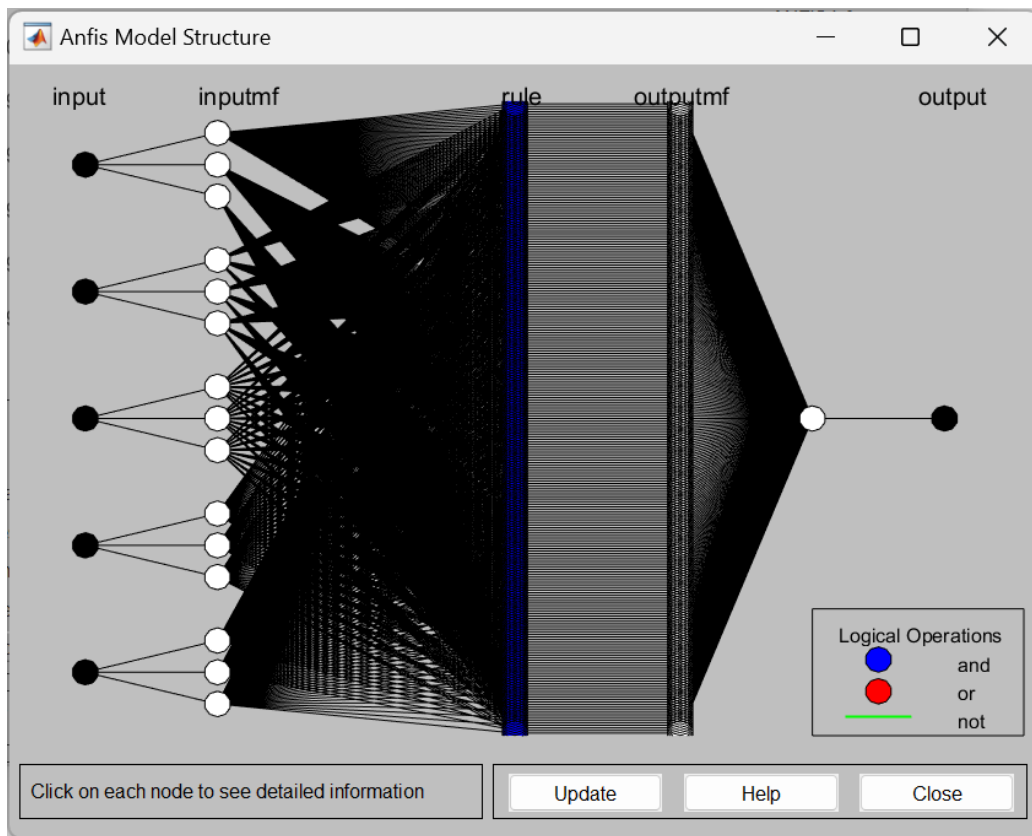 Anfis Model Structure
input inputmf rule outputmf output
Logical Operations
and
or
not
Click on each node to see detailed information
Update Help Close